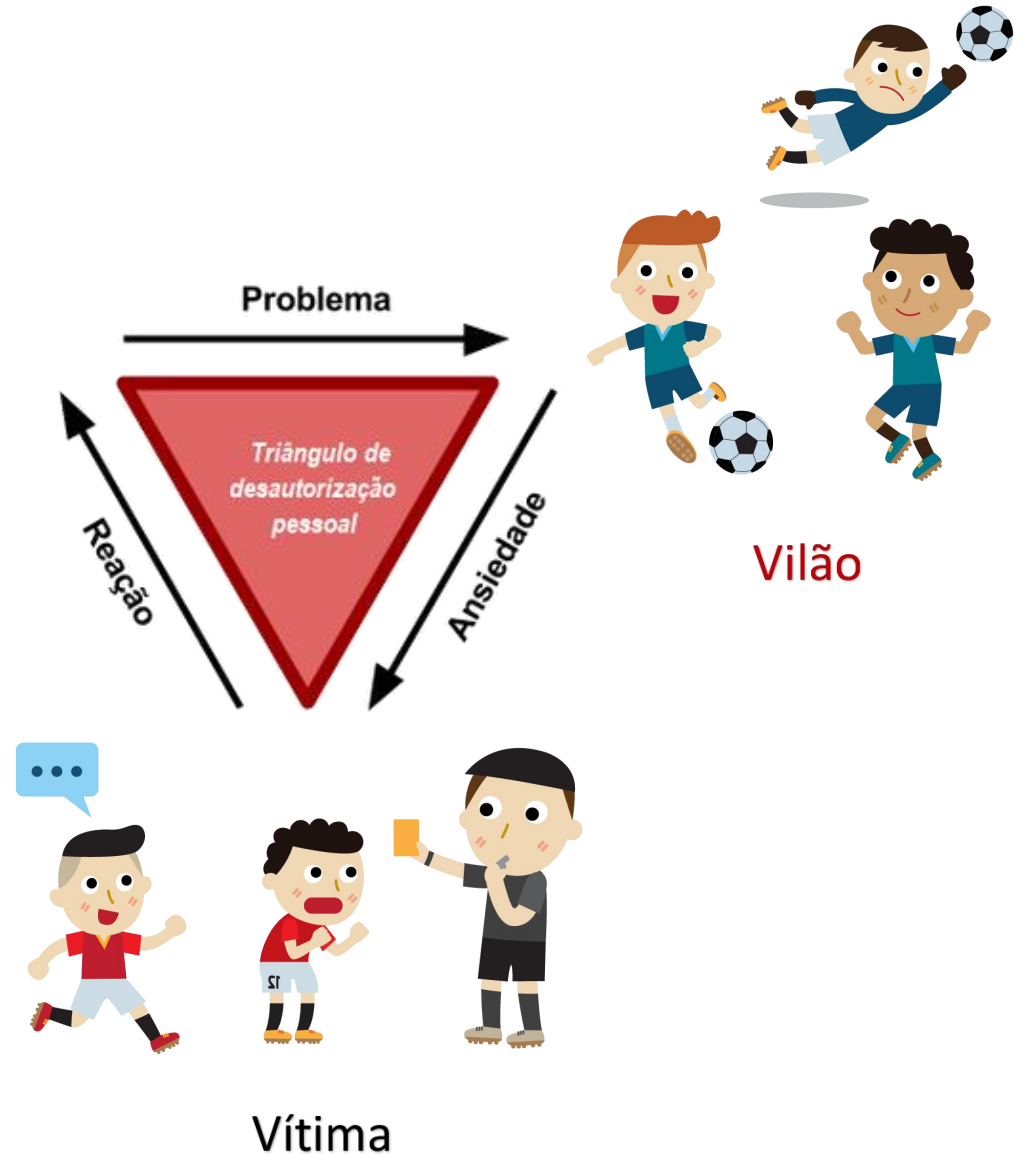 Problema
Triângulo de
desautorização
pessoal
Reação
Ansiedade
Vilão
12
Vítima